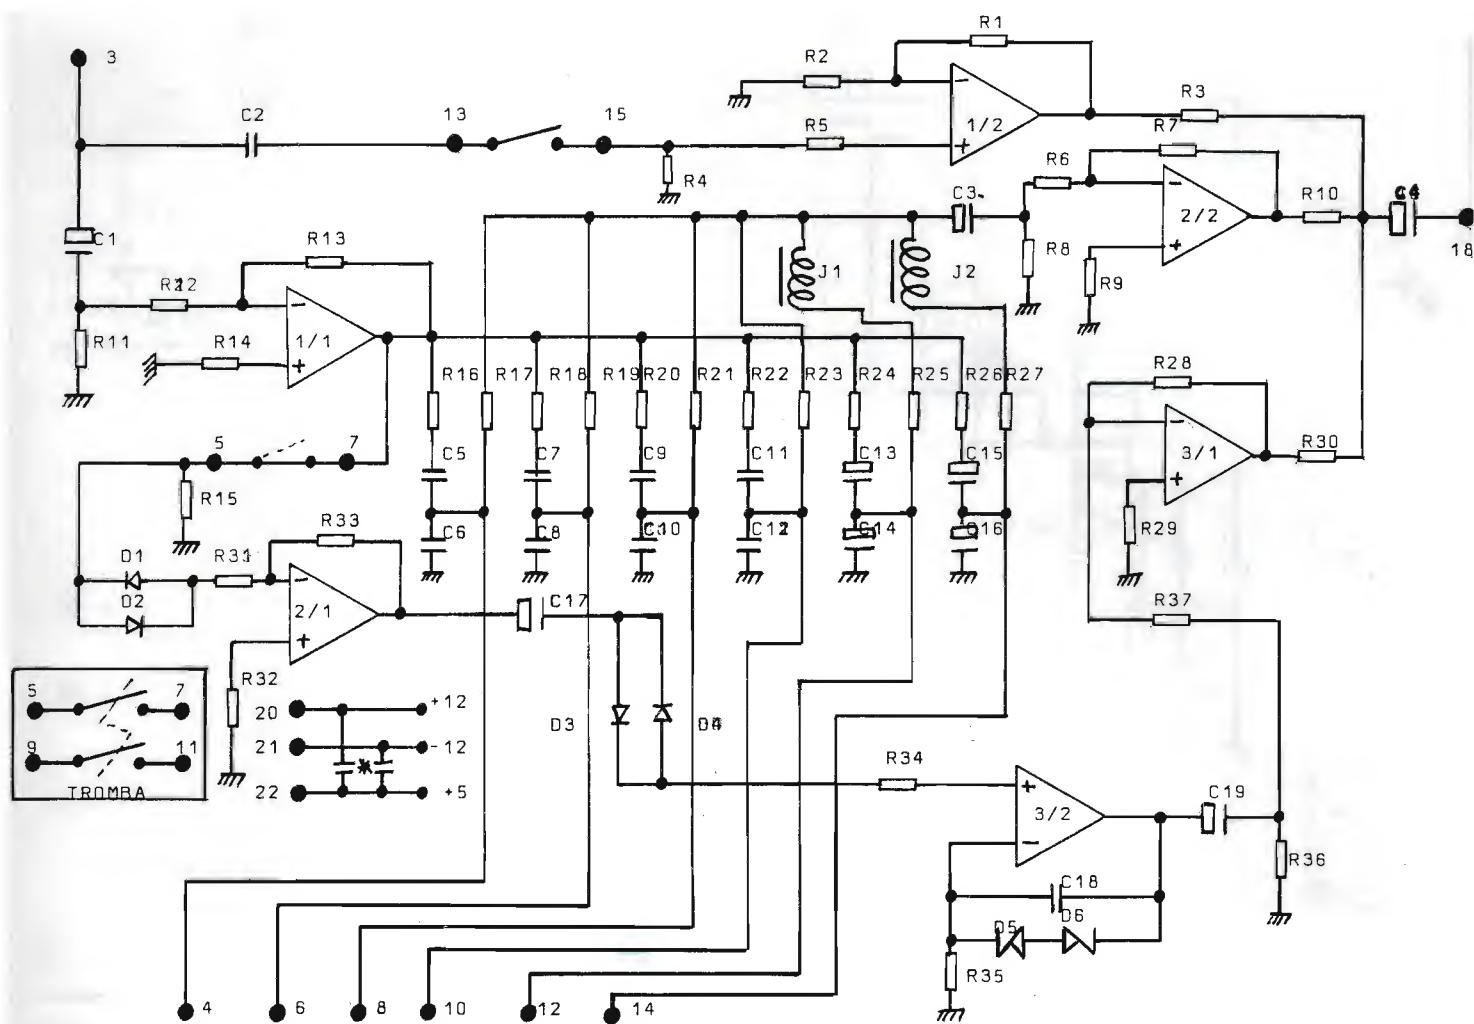 R1
3
R2
R3
C2
13
15
1/2
R7
R5
R6
R4
C3
2/2
R10
C4
C1
R13
R8
J1
J2
18
R9
R12
R11
R14
1/1
R16
R17
R18
R19
R20
R21
R22
R23
R24
R25
R26
R27
R28
5
7
C5
C7
C9
C11
C13
C15
3/1
R30
R15
R33
C6
C8
C10
C12
C14
C16
R29
D1
R31
D2
2/1
C17
R37
R32
5
7
20
+12
D3
D4
9
11
21
-12
*
R34
22
+5
TROMBA
3/2
C19
R36
C18
D5
D6
R35
4
6
8
10
12
14